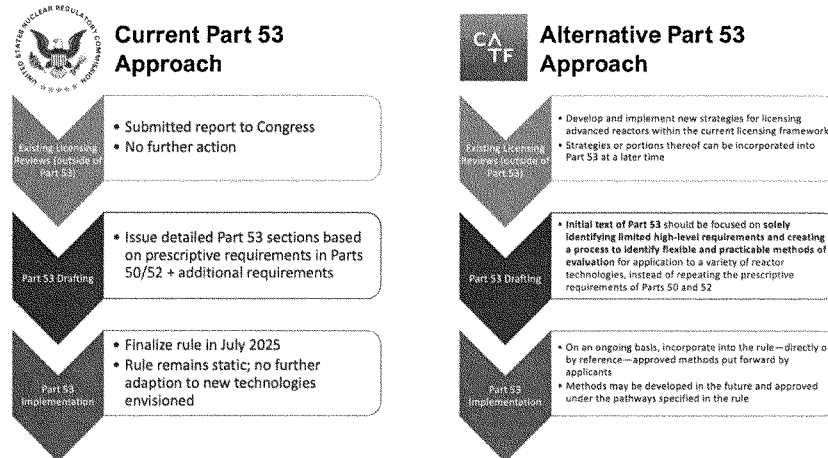 UNITED STATES NUCLEAR REGULATORY COMMISSION
Current Part 53
Approach
Existing Licensing
Reviews (outside of
Part 53)
• Submitted report to Congress
• No further action
Part 53 Drafting
• Issue detailed Part 53 sections based
on prescriptive requirements in Parts
50/52 + additional requirements
Part 53
Implementation
• Finalize rule in July 2025
• Rule remains static; no further
adaption to new technologies
envisioned
CATF
Alternative Part 53
Approach
Existing Licensing
Reviews (outside of
Part 53)
• Develop and implement new strategies for licensing
advanced reactors within the current licensing framework
• Strategies or portions thereof can be incorporated into
Part 53 at a later time
Part 53 Drafting
• Initial text of Part 53 should be focused on solely
identifying limited high-level requirements and creating
a process to identify flexible and practicable methods of
evaluation for application to a variety of reactor
technologies, instead of repeating the prescriptive
requirements of Parts 50 and 52
Part 53
Implementation
• On an ongoing basis, incorporate into the rule—directly o
by reference—approved methods put forward by
applicants
• Methods may be developed in the future and approved
under the pathways specified in the rule